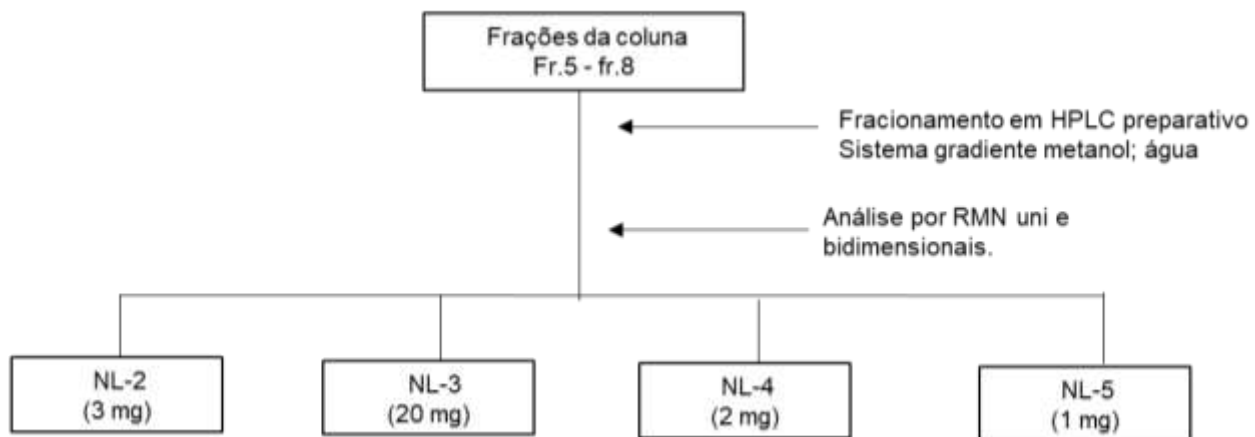 Frações da coluna
Fr.5 - fr.8
Fracionamento em HPLC preparativo
Sistema gradiente metanol; água
Análise por RMN uni e
bidimensionais.
NL-2
(3 mg)
NL-3
(20 mg)
NL-4
(2 mg)
NL-5
(1 mg)